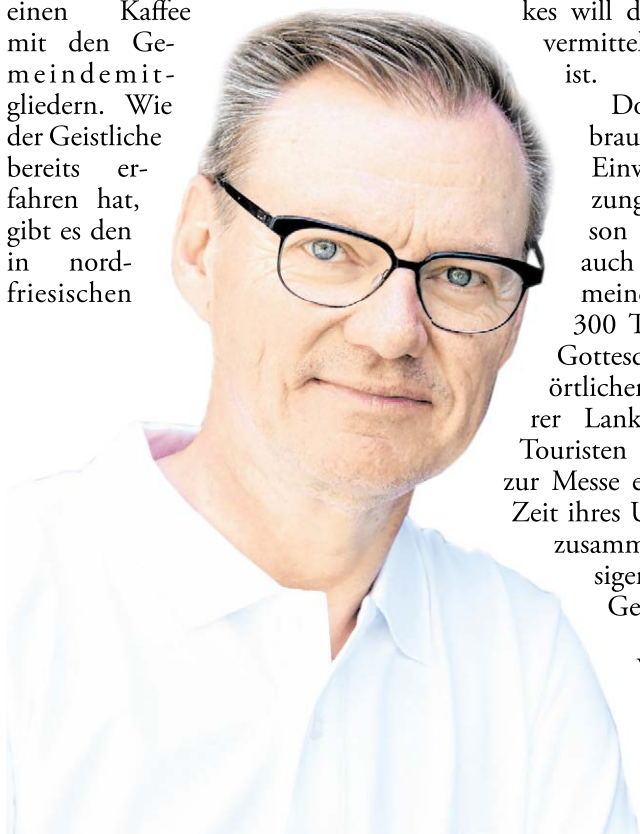 einen Kaffee
mit den Ge-
meindemit-
gliedern. Wie
der Geistliche
bereits er-
fahren hat,
gibt es den
in nord-
friesischen
kes will d
vermittel
ist.
Do
brau
Einv
zung
son
auch
meind
300 T
Gottesd
örtlicher
rer Lank
Touristen
zur Messe e
Zeit ihres U
zusamm
siger
Ge